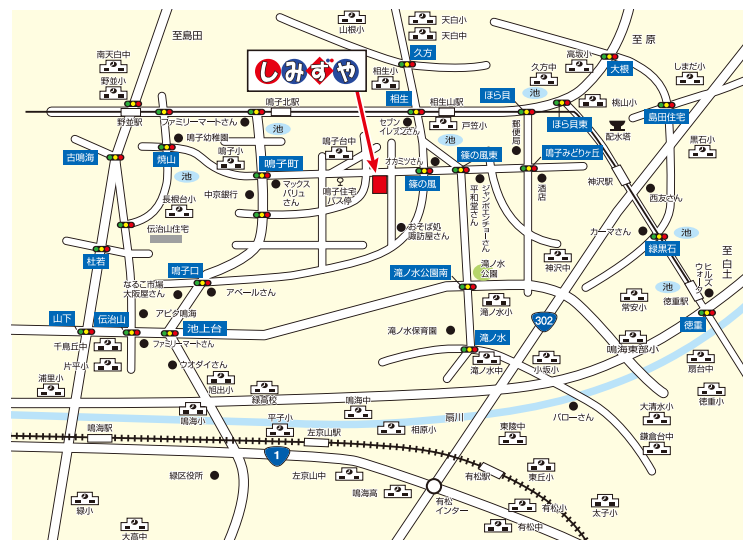 至島田
山根小
天白小
天白中
久方
至原
高坂小
大根
しまだ小
久方中
南天白中
野並小
しみずや
相生小
相生
池
ほら貝
桃山小
島田住宅
鳴子北駅
相生山駅
野並駅
ファミリーマートさん
池
セブン
イレブンさん
戸笠小
郵便局
ほら貝東
配水塔
黒石小
鳴子幼稚園
鳴子台中
池
古鳴海
焼山
鳴子小
鳴子町
オカミツさん
篠の風東
鳴子みどりヶ丘
篠の風
神沢駅
池
中京銀行
マックス
バリュ
さん
鳴子住宅
バス停
平和堂さん
ジャンボエンチョーさん
酒店
西友さん
長根台小
伝治山住宅
おそば処
諏訪屋さん
カーマさん
池
緑黒石
至白土
杜若
鳴子口
滝ノ水
公園
滝ノ水公園南
神沢中
なるこ市場
大阪屋さん
アベールさん
池
徳重駅
ヒルズ
ウォーク
山下
伝治山
アピタ鳴海
池上台
滝ノ水小
302
常安小
徳重
千鳥丘中
ファミリーマートさん
滝ノ水保育園
滝ノ水
鳴海東部小
片平小
ウオダイさん
滝ノ水中
小坂小
扇台中
浦里小
旭出小
緑高校
鳴海中
徳重小
鳴海小
平子小
扇川
バローさん
大清水小
鳴海駅
左京山駅
相原小
東陵中
鎌倉台中
1
緑区役所
左京山中
有松駅
東丘小
鳴海高
緑小
有松
インター
有松小
太子小
大高中
有松中